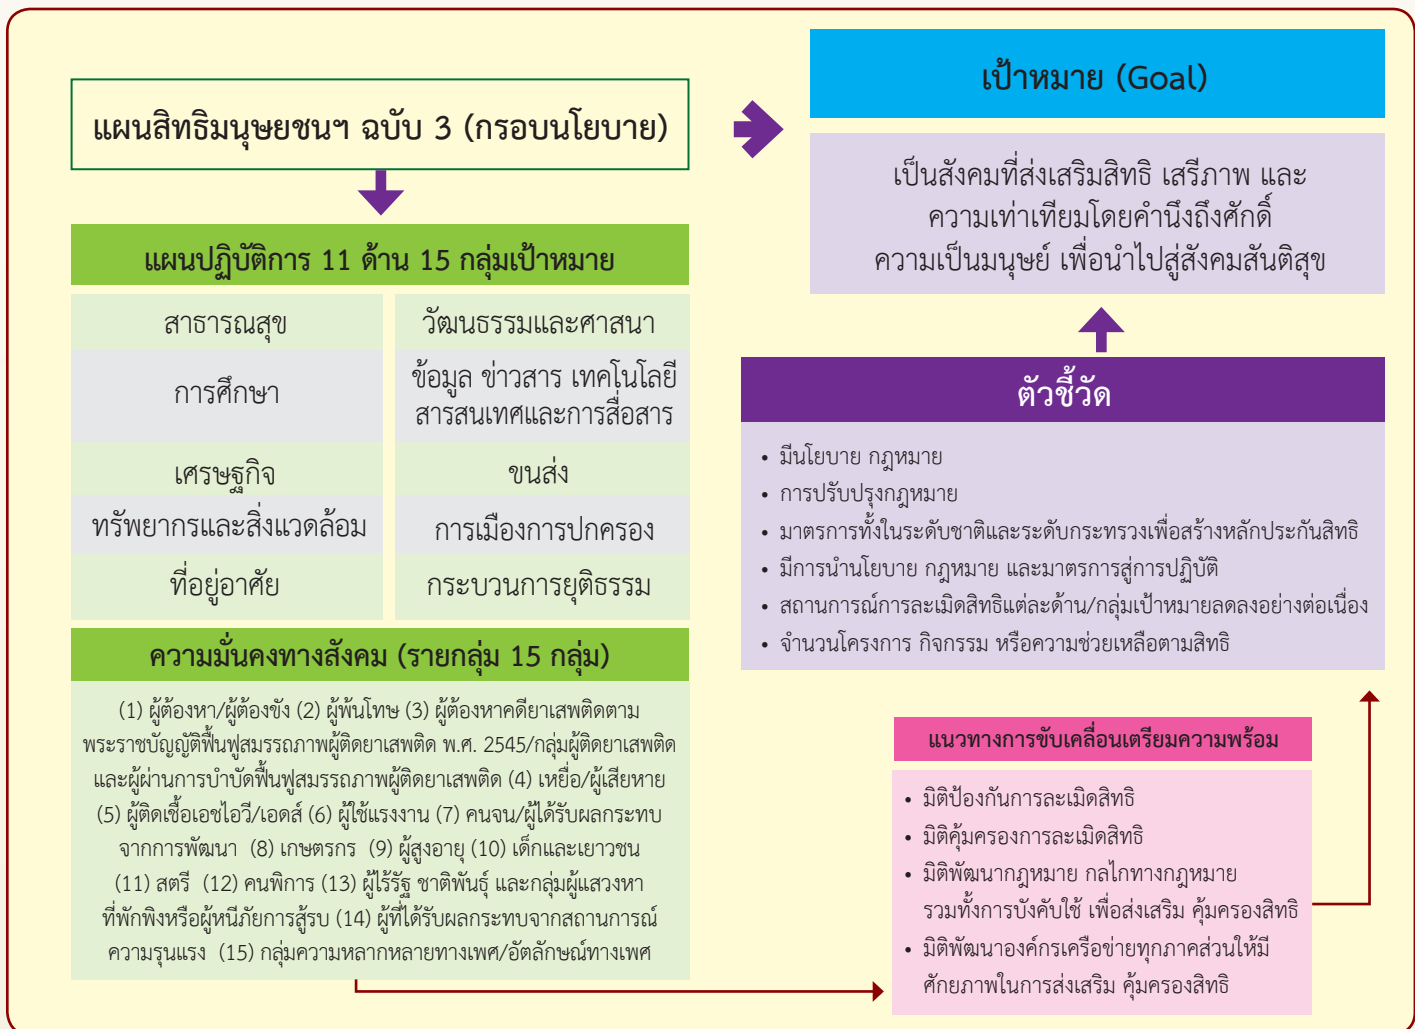 แผนสิทธิมนุษยชนฯ ฉบับ 3 (กรอบนโยบาย)
แผนปฏิบัติการ 11 ด้าน 15 กลุ่มเป้าหมาย
สาธารณสุข
วัฒนธรรมและศาสนา
การศึกษา
ข้อมูล ข่าวสาร เทคโนโลยี
สารสนเทศและการสื่อสาร
เศรษฐกิจ
ขนส่ง
ทรัพยากรและสิ่งแวดล้อม
การเมืองการปกครอง
ที่อยู่อาศัย
กระบวนการยุติธรรม
ความมั่นคงทางสังคม (รายกลุ่ม 15 กลุ่ม)
(1) ผู้ต้องหา/ผู้ต้องขัง (2) ผู้พ้นโทษ (3) ผู้ต้องหาคดียาเสพติดตาม
พระราชบัญญัติฟื้นฟูสมรรถภาพผู้ติดยาเสพติด พ.ศ. 2545/กลุ่มผู้ติดยาเสพติด
และผู้ผ่านการบำบัดฟื้นฟูสมรรถภาพผู้ติดยาเสพติด (4) เหยื่อ/ผู้เสียหาย
(5) ผู้ติดเชื้อเอชไอวี/เอดส์ (6) ผู้ใช้แรงงาน (7) คนจน/ผู้ได้รับผลกระทบ
จากการพัฒนา (8) เกษตรกร (9) ผู้สูงอายุ (10) เด็กและเยาวชน
(11) สตรี (12) คนพิการ (13) ผู้ไร้รัฐ ชาติพันธุ์ และกลุ่มผู้แสวงหา
ที่พักพิงหรือผู้หนีภัยการสู้รบ (14) ผู้ที่ได้รับผลกระทบจากสถานการณ์
ความรุนแรง (15) กลุ่มความหลากหลายทางเพศ/อัตลักษณ์ทางเพศ
เป้าหมาย (Goal)
เป็นสังคมที่ส่งเสริมสิทธิ เสรีภาพ และ
ความเท่าเทียมโดยคำนึงถึงศักดิ์
ความเป็นมนุษย์ เพื่อนำไปสู่สังคมสันติสุข
ตัวชี้วัด
• มีนโยบาย กฎหมาย
• การปรับปรุงกฎหมาย
• มาตรการทั้งในระดับชาติและระดับกระทรวงเพื่อสร้างหลักประกันสิทธิ
• มีการนำนโยบาย กฎหมาย และมาตรการสู่การปฏิบัติ
• สถานการณ์การละเมิดสิทธิแต่ละด้าน/กลุ่มเป้าหมายลดลงอย่างต่อเนื่อง
• จำนวนโครงการ กิจกรรม หรือความช่วยเหลือตามสิทธิ
แนวทางการขับเคลื่อนเตรียมความพร้อม
• มิติป้องกันการละเมิดสิทธิ
• มิติคุ้มครองการละเมิดสิทธิ
• มิติพัฒนากฎหมาย กลไกทางกฎหมาย
รวมทั้งการบังคับใช้ เพื่อส่งเสริม คุ้มครองสิทธิ
• มิติพัฒนาองค์กรเครือข่ายทุกภาคส่วนให้มี
ศักยภาพในการส่งเสริม คุ้มครองสิทธิ